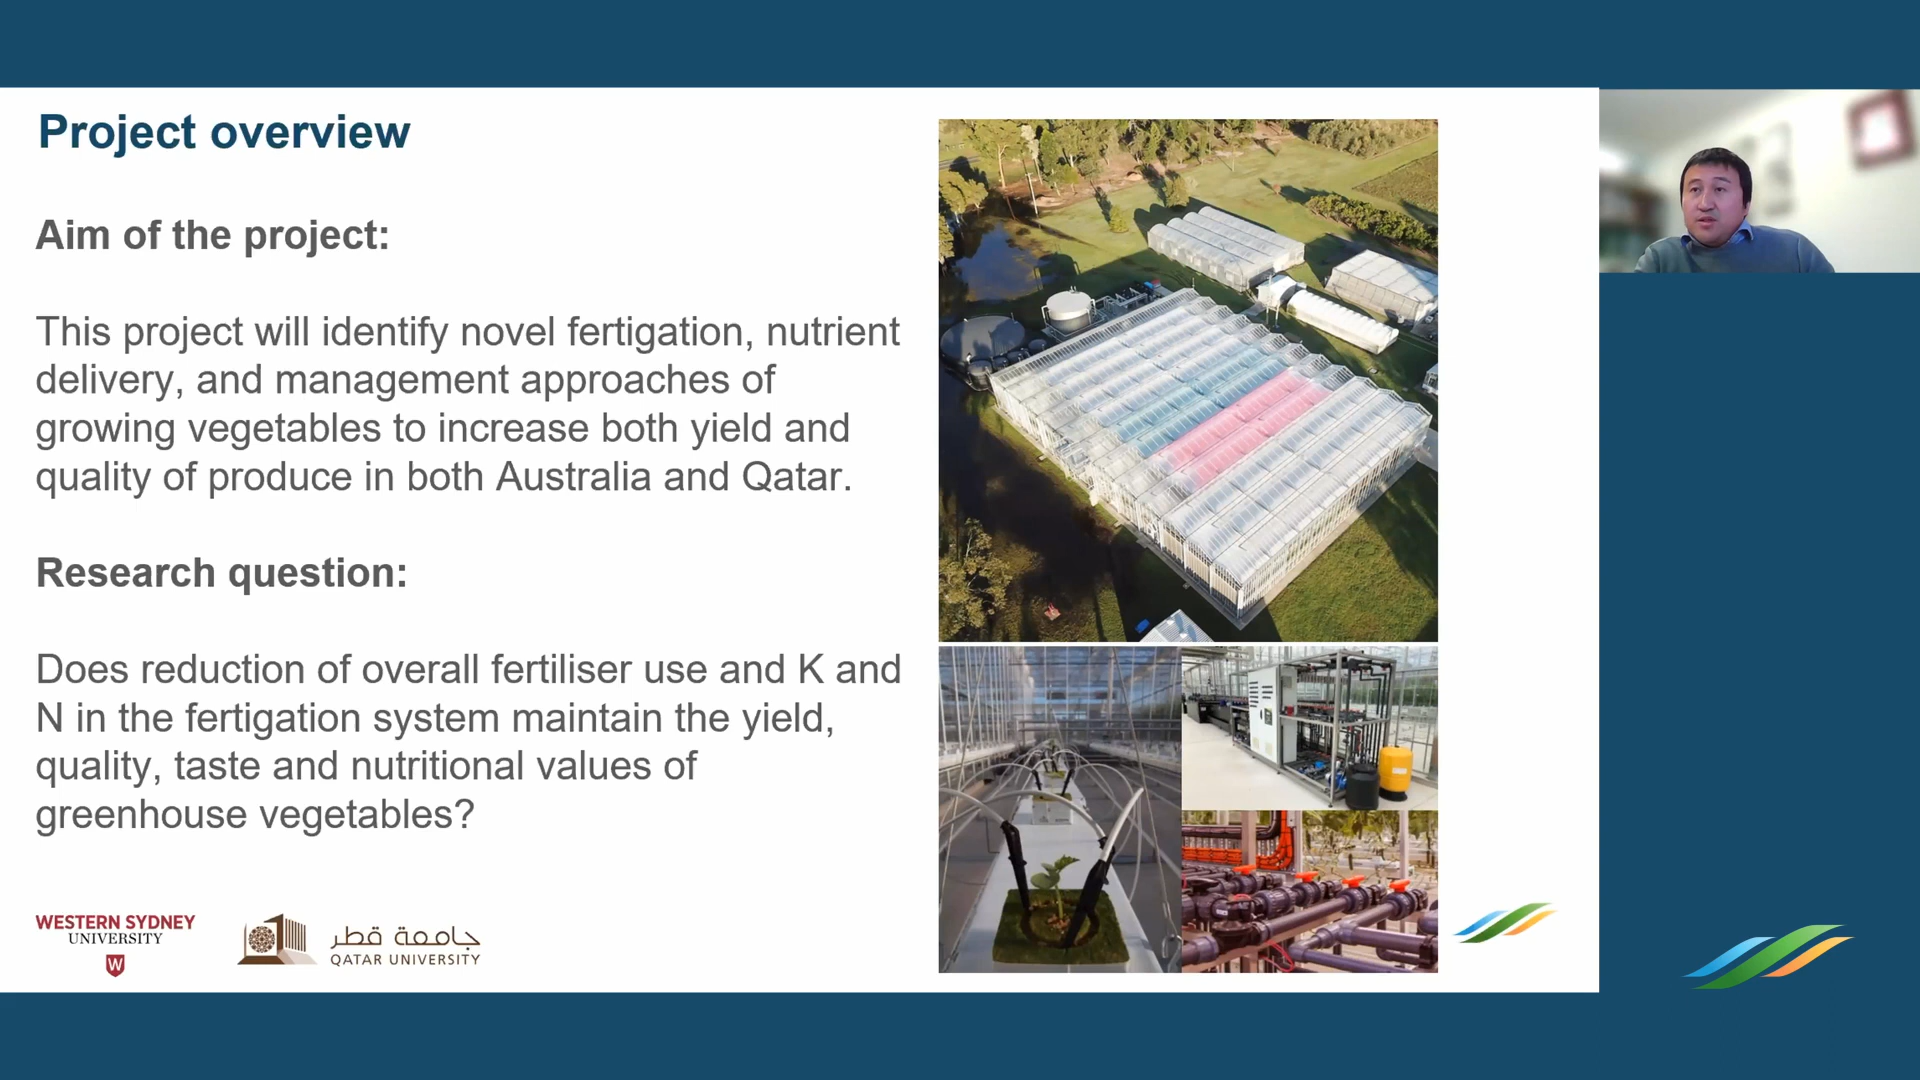 Project overview
Aim of the project:
This project will identify novel fertigation, nutrient
delivery, and management approaches of
growing vegetables to increase both yield and
quality of produce in both Australia and Qatar.
Research question:
Does reduction of overall fertiliser use and K and
N in the fertigation system maintain the yield,
quality, taste and nutritional values of
greenhouse vegetables?
WESTERN SYDNEY
UNIVERSITY
W
جامعة قطر
QATAR UNIVERSITY